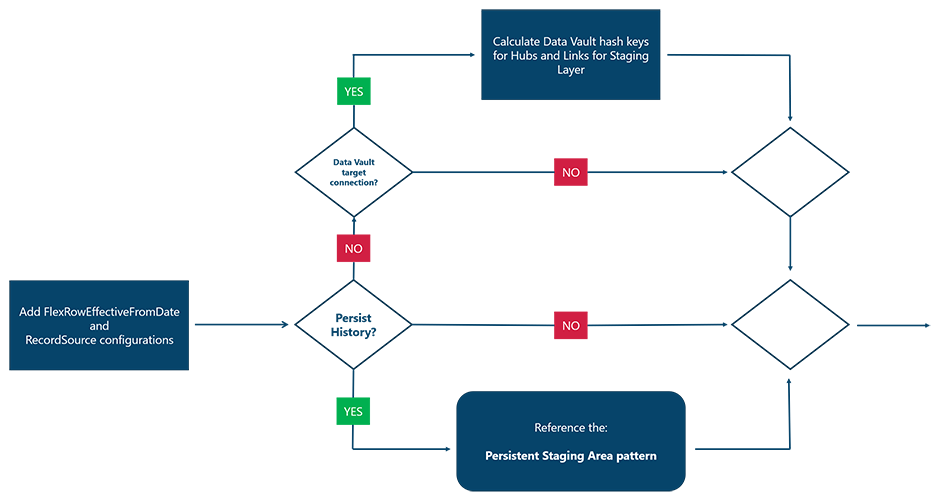 Calculate Data Vault hash keys
for Hubs and Links for Staging
Layer
YES
Data Vault
target
connection?
NO
NO
Add FlexRowEffectiveFromDate
and
RecordSource configurations
Persist
History?
NO
YES
Reference the:
Persistent Staging Area pattern